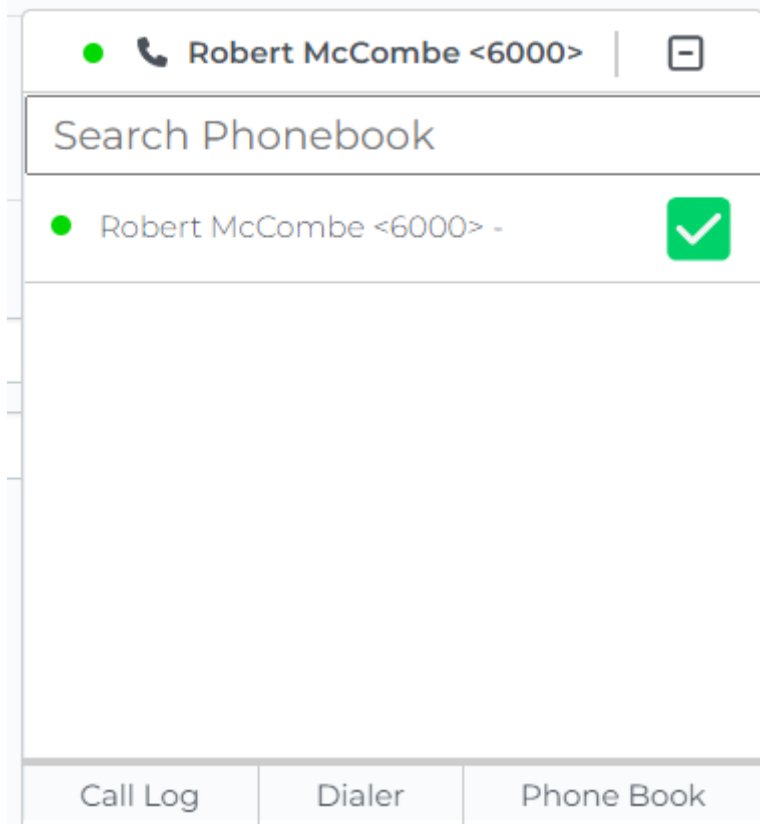 Robert McCombe <6000>
Search Phonebook
Robert McCombe <6000> -
Call Log Dialer Phone Book